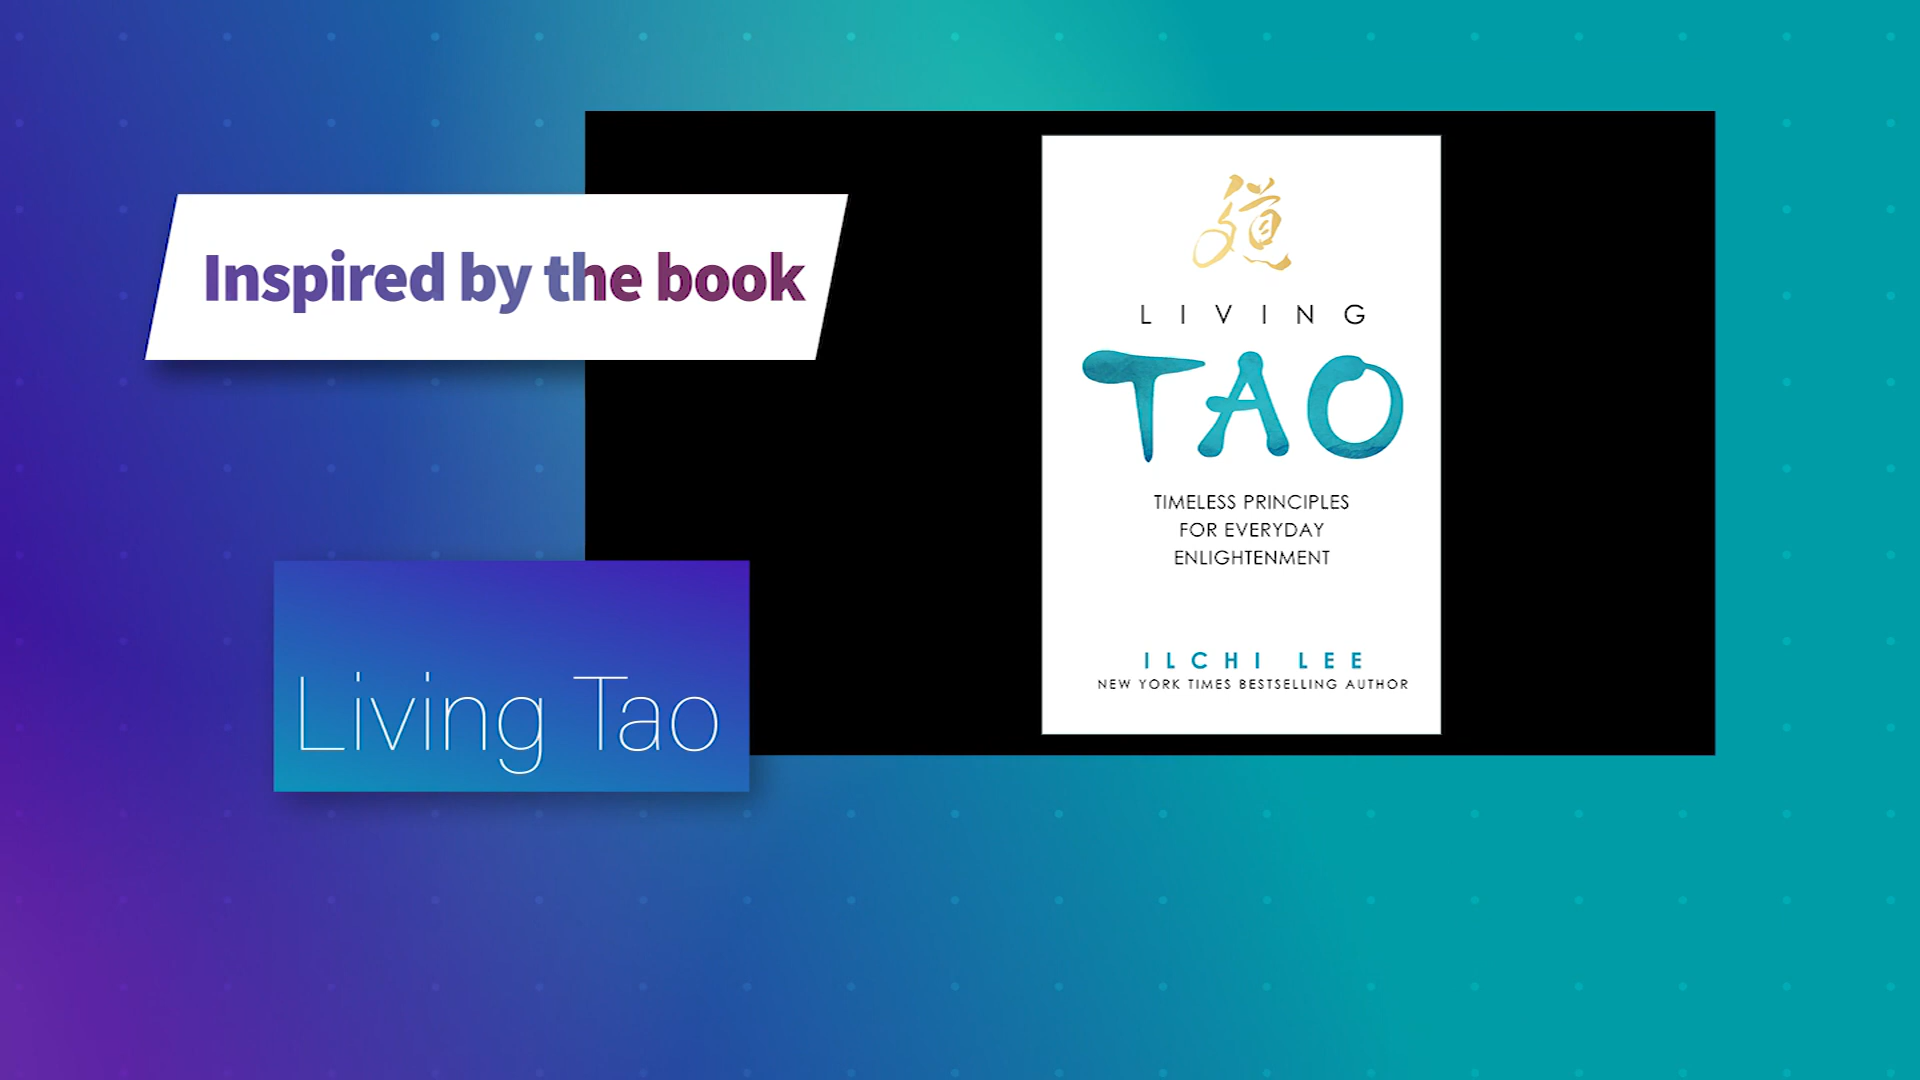 Inspired by the book
Living Tao
道
LIVING
TAO
TIMELESS PRINCIPLES
FOR EVERYDAY
ENLIGHTENMENT
ILCHI LEE
NEW YORK TIMES BESTSELLING AUTHOR